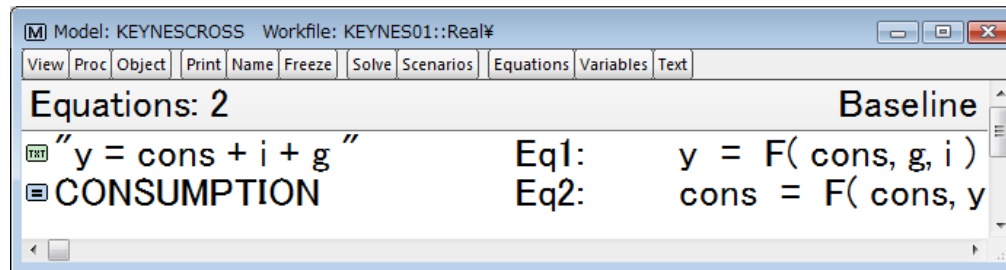 Model: KEYNESCROSS Workfile: KEYNES01::Real¥
View Proc Object Print Name Freeze Solve Scenarios Equations Variables Text
Equations: 2 Baseline
TXT "y = cons + i + g " Eq1: y = F( cons, g, i )
= CONSUMPTION Eq2: cons = F( cons, y